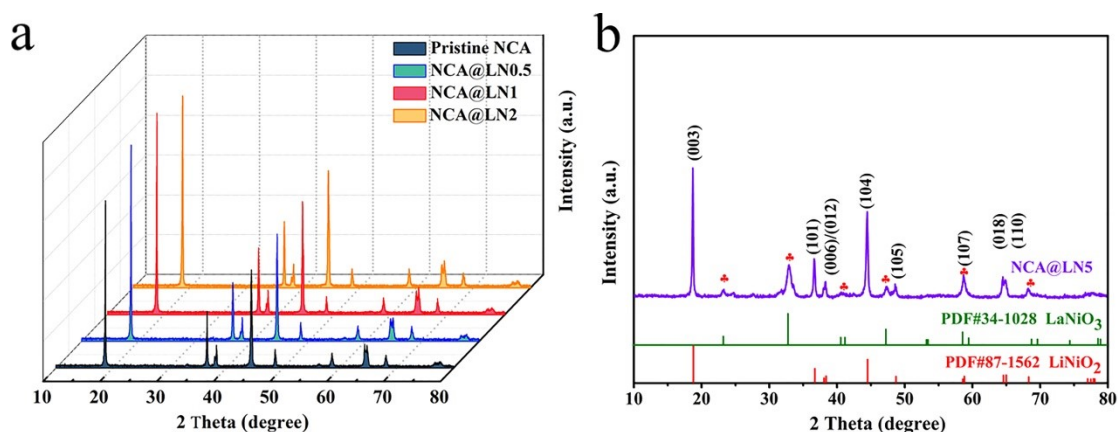 a
Pristine NCA
NCA@LN0.5
NCA@LN1
NCA@LN2
Intensity (a.u.)
10 20 30 40 50 60 70 80
2 Theta (degree)
b
Intensity (a.u.)
(003)
(101)
(006)/(012)
(104)
(105)
(107)
(018)
(110)
♣ ♣ ♣ ♣ ♣ ♣
NCA@LN5
PDF#34-1028 LaNiO₃
PDF#87-1562 LiNiO₂
10 20 30 40 50 60 70 80
2 Theta (degree)